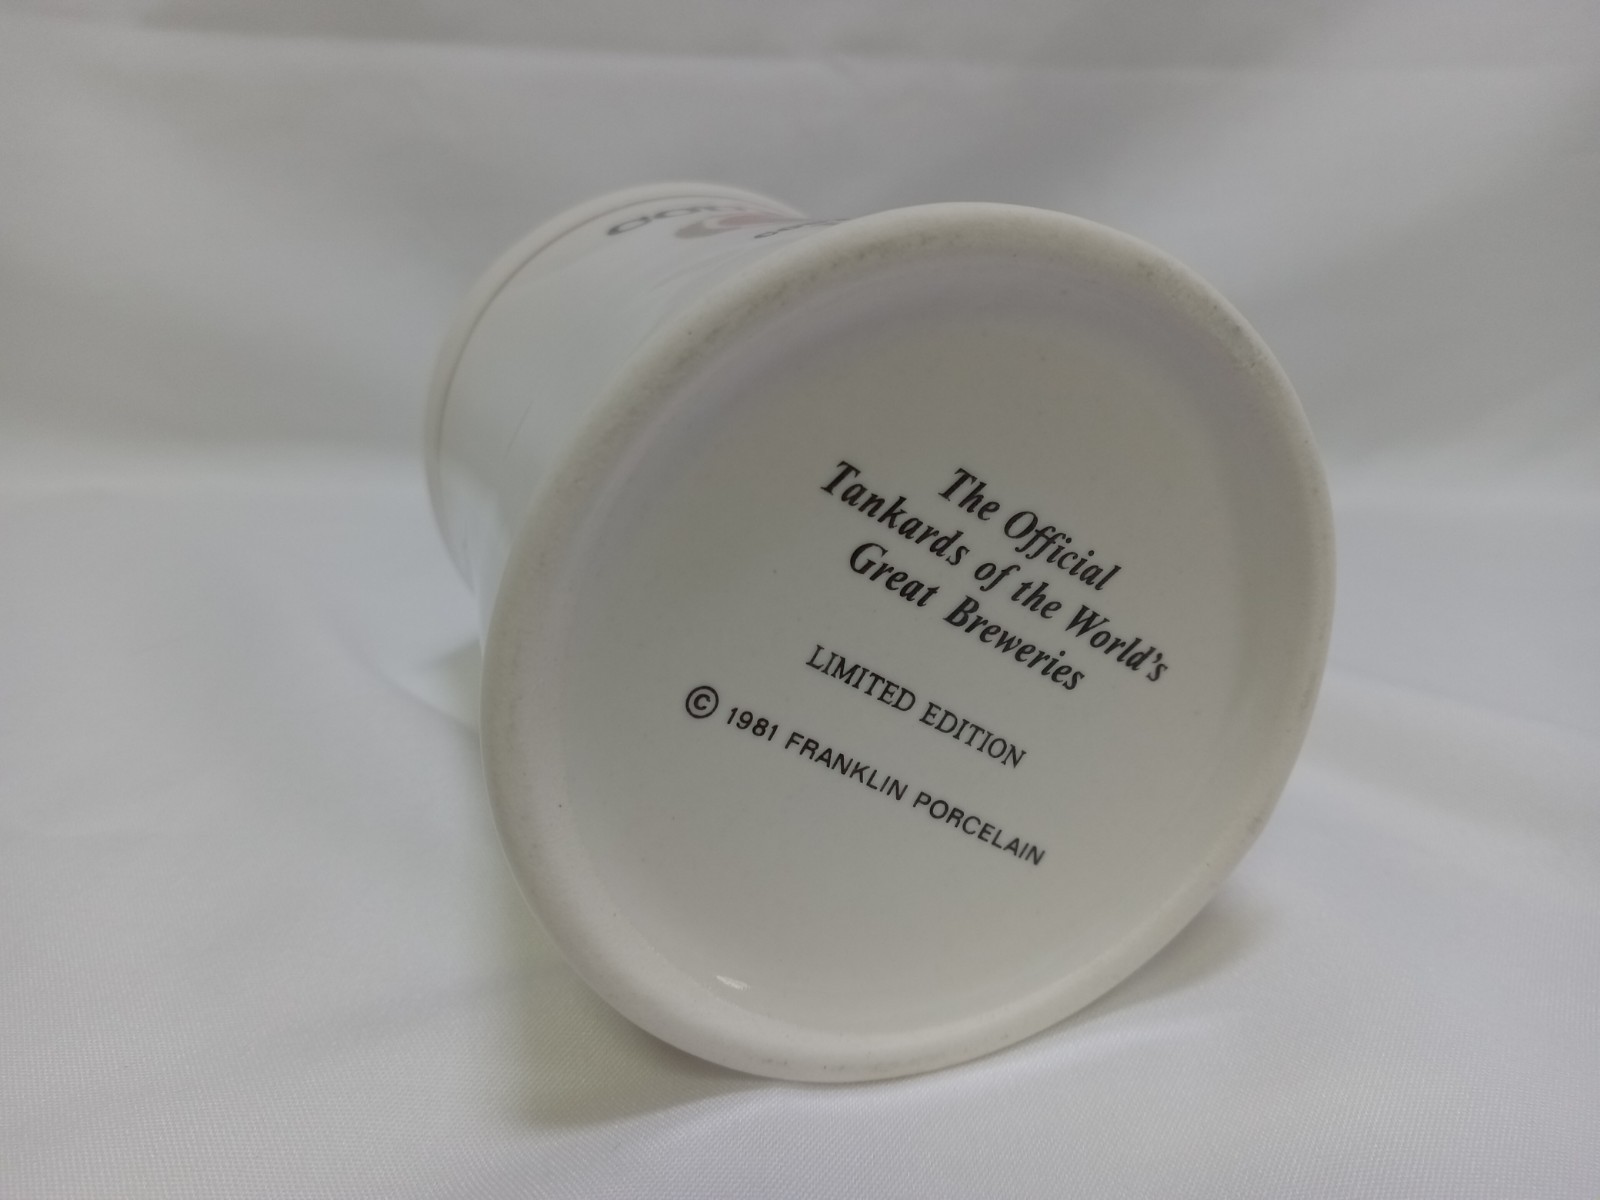 The Official
Tankards of the World's
Great Breweries
LIMITED EDITION
© 1981 FRANKLIN PORCELAIN